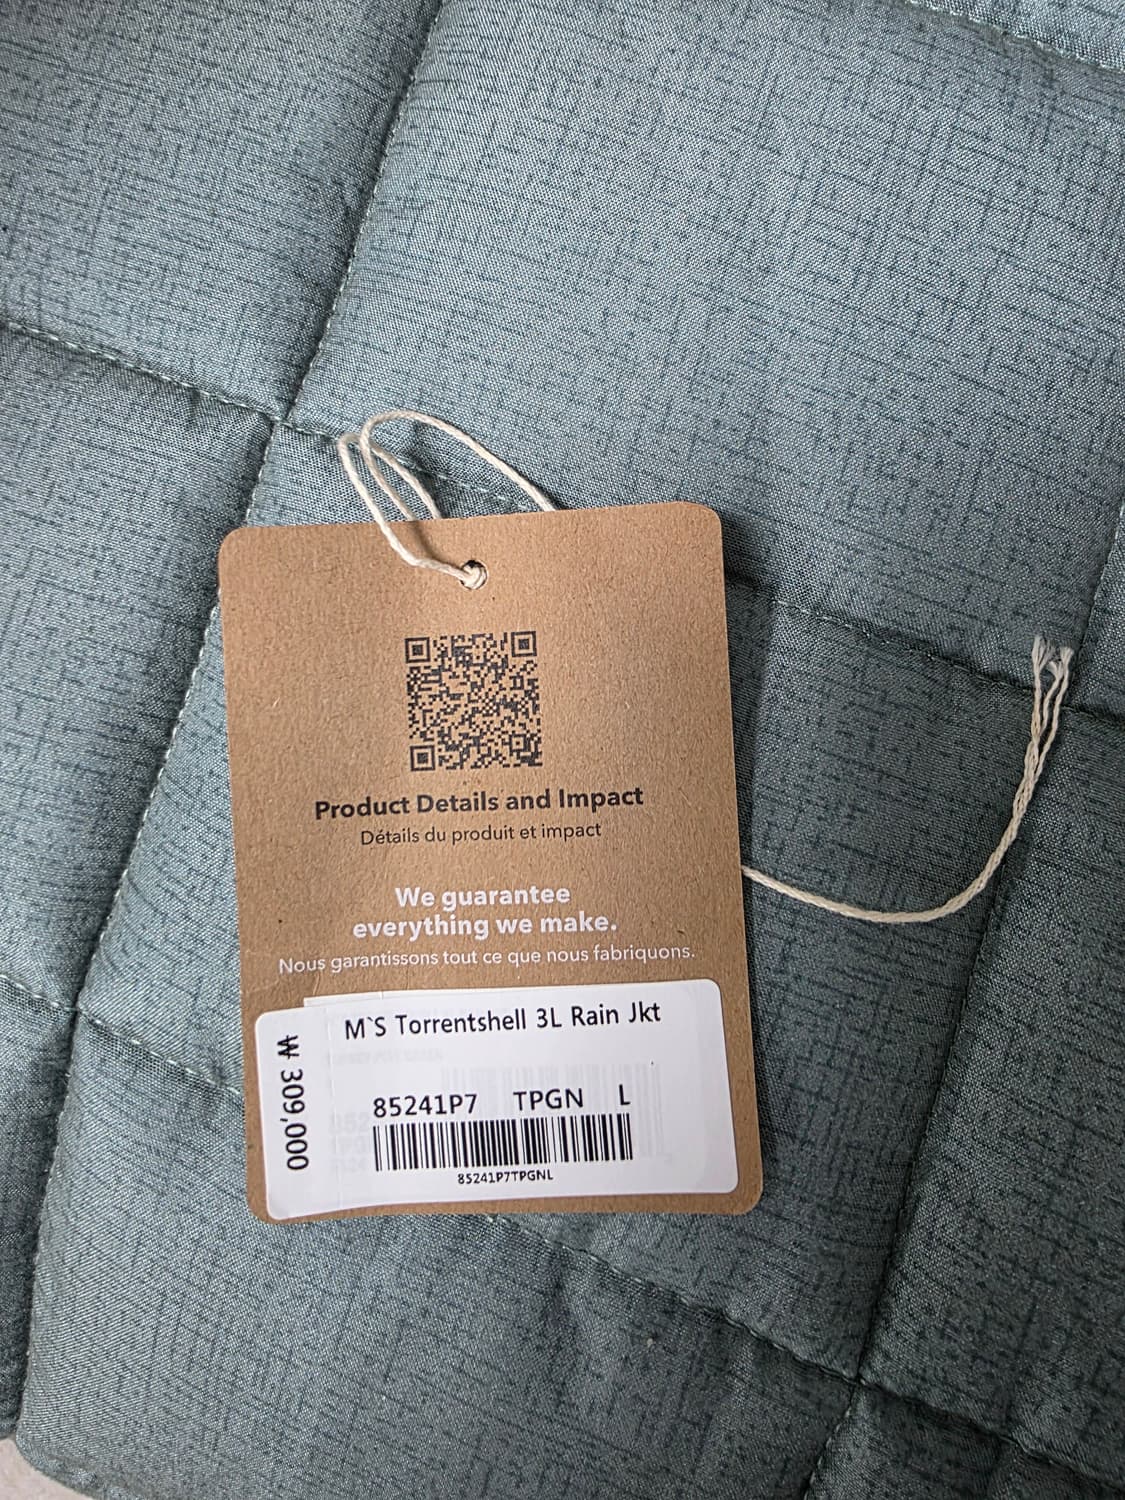 Product Details and Impact
Détails du produit et impact
We guarantee
everything we make.
Nous garantissons tout ce que nous fabriquons.
M`S Torrentshell 3L Rain Jkt
₩ 309,000
85241P7 TPGN L
85241P7TPGNL